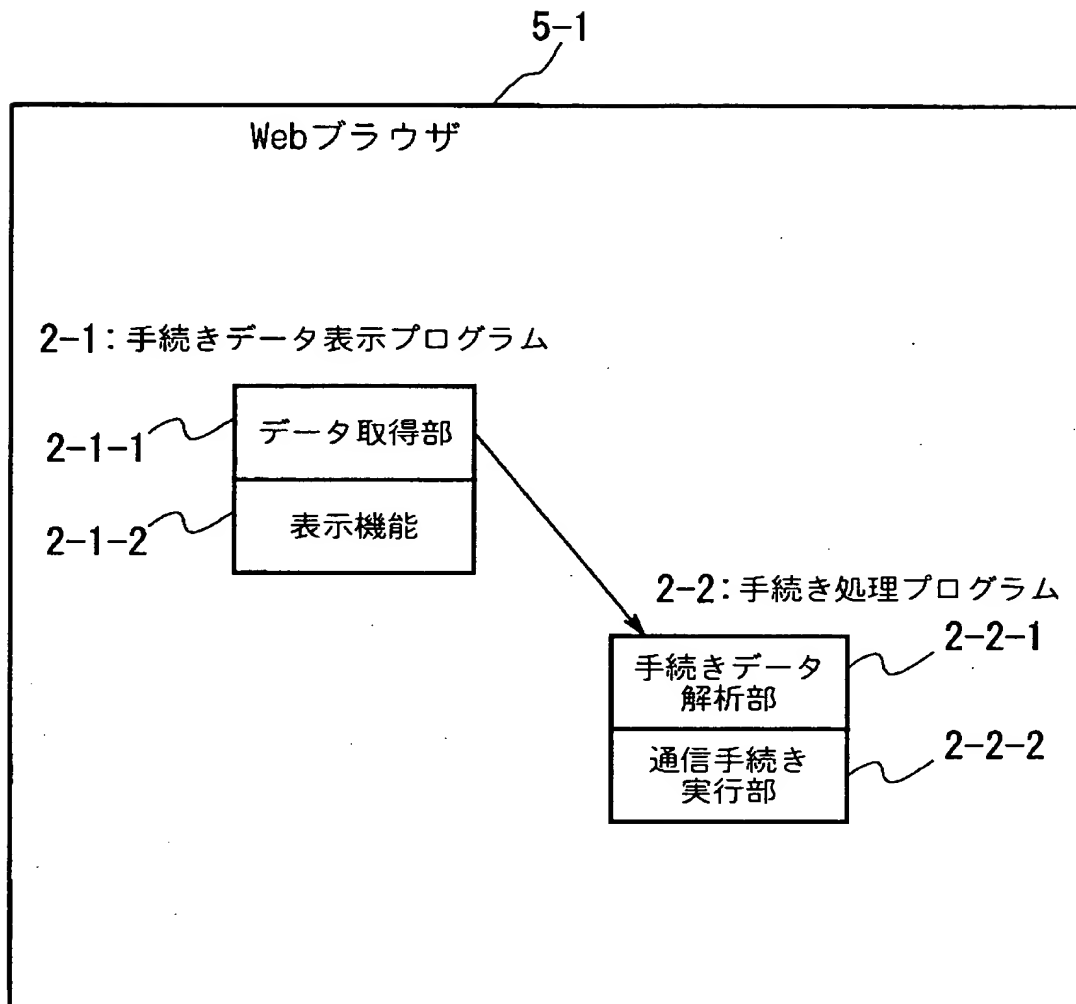 5-1
Webブラウザ
2-1:手続きデータ表示プログラム
2-1-1
データ取得部
2-1-2
表示機能
2-2:手続き処理プログラム
2-2-1
手続きデータ
解析部
2-2-2
通信手続き
実行部